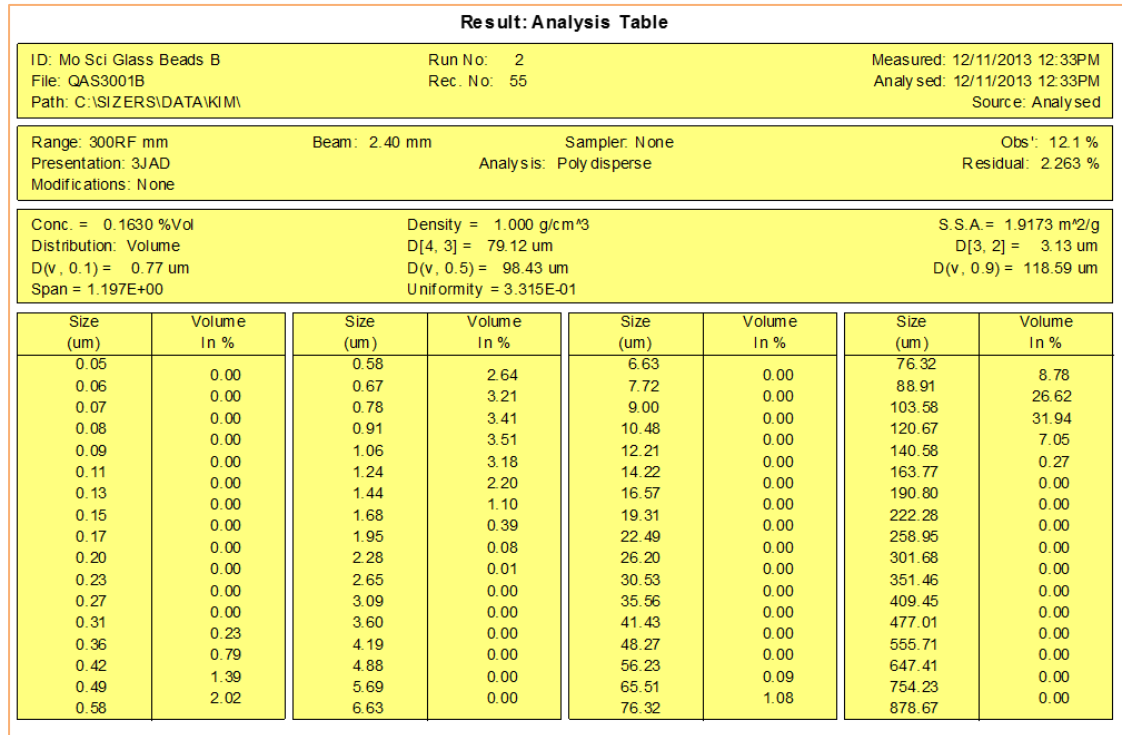 Result: Analysis Table
ID: Mo Sci Glass Beads B Run No: 2 Measured: 12/11/2013 12:33PM
File: QAS3001B Rec. No: 55 Analysed: 12/11/2013 12:33PM
Path: C:\SIZERS\DATA\KIM\ Source: Analysed
Range: 300RF mm Beam: 2.40 mm Sampler: None Obs': 12.1 %
Presentation: 3JAD Analysis: Polydisperse Residual: 2.263 %
Modifications: None
Conc. = 0.1630 %Vol Density = 1.000 g/cm^3 S.S.A.= 1.9173 m^2/g
Distribution: Volume D[4, 3] = 79.12 um D[3, 2] = 3.13 um
D(v, 0.1) = 0.77 um D(v, 0.5) = 98.43 um D(v, 0.9) = 118.59 um
Span = 1.197E+00 Uniformity = 3.315E-01
Size Volume Size Volume Size Volume Size Volume
(um) In % (um) In % (um) In % (um) In %
0.05 0.58 6.63 76.32
0.00 2.64 0.00 8.78
0.06 0.67 7.72 88.91
0.00 3.21 0.00 26.62
0.07 0.78 9.00 103.58
0.00 3.41 0.00 31.94
0.08 0.91 10.48 120.67
0.00 3.51 0.00 7.05
0.09 1.06 12.21 140.58
0.00 3.18 0.00 0.27
0.11 1.24 14.22 163.77
0.00 2.20 0.00 0.00
0.13 1.44 16.57 190.80
0.00 1.10 0.00 0.00
0.15 1.68 19.31 222.28
0.00 0.39 0.00 0.00
0.17 1.95 22.49 258.95
0.00 0.08 0.00 0.00
0.20 2.28 26.20 301.68
0.00 0.01 0.00 0.00
0.23 2.65 30.53 351.46
0.00 0.00 0.00 0.00
0.27 3.09 35.56 409.45
0.00 0.00 0.00 0.00
0.31 3.60 41.43 477.01
0.23 0.00 0.00 0.00
0.36 4.19 48.27 555.71
0.79 0.00 0.00 0.00
0.42 4.88 56.23 647.41
1.39 0.00 0.09 0.00
0.49 5.69 65.51 754.23
2.02 0.00 1.08 0.00
0.58 6.63 76.32 878.67